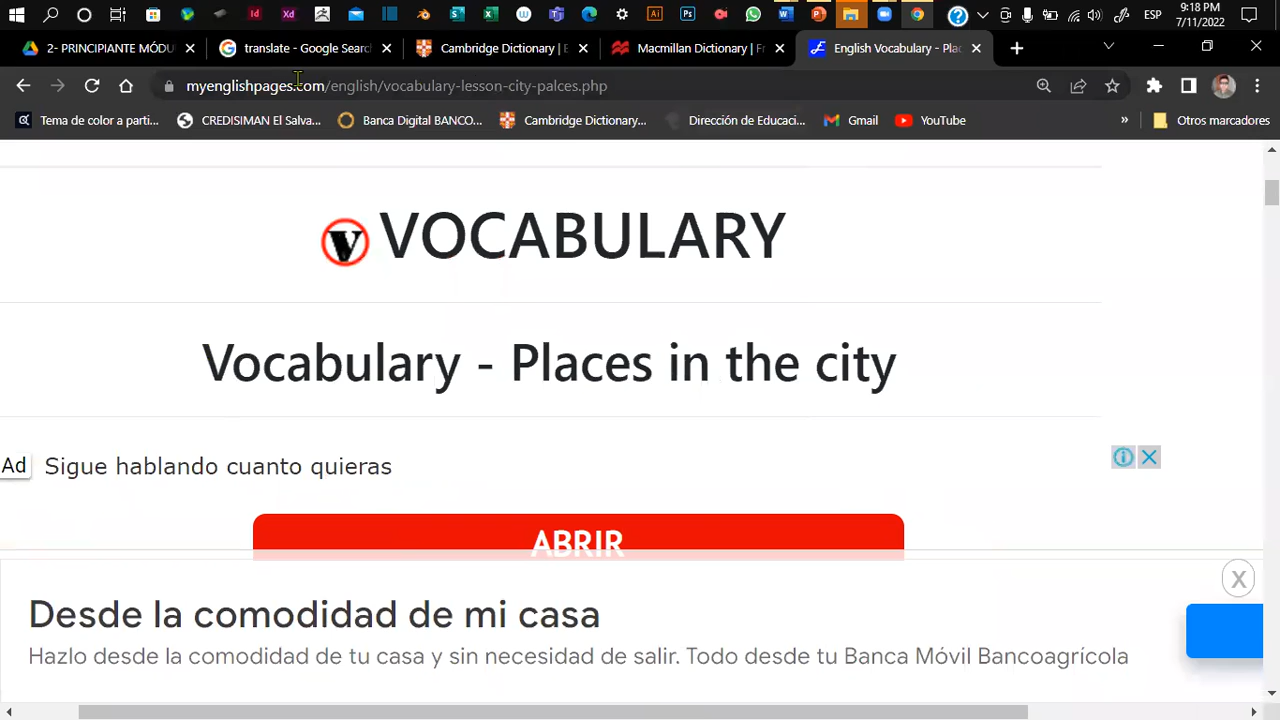 9:18 PM
ESP
7/11/2022
2- PRINCIPIANTE MÓDU
translate - Google Search
Cambridge Dictionary | E
Macmillan Dictionary | Fr
English Vocabulary - Plac
myenglishpages.com/english/vocabulary-lesson-city-palces.php
Tema de color a parti...
CREDISIMAN El Salva...
Banca Digital BANCO...
Cambridge Dictionary...
Dirección de Educaci...
Gmail
YouTube
»
Otros marcadores
V VOCABULARY
Vocabulary - Places in the city
Ad
Sigue hablando cuanto quieras
ABRIR
X
Desde la comodidad de mi casa
Hazlo desde la comodidad de tu casa y sin necesidad de salir. Todo desde tu Banca Móvil Bancoagrícola